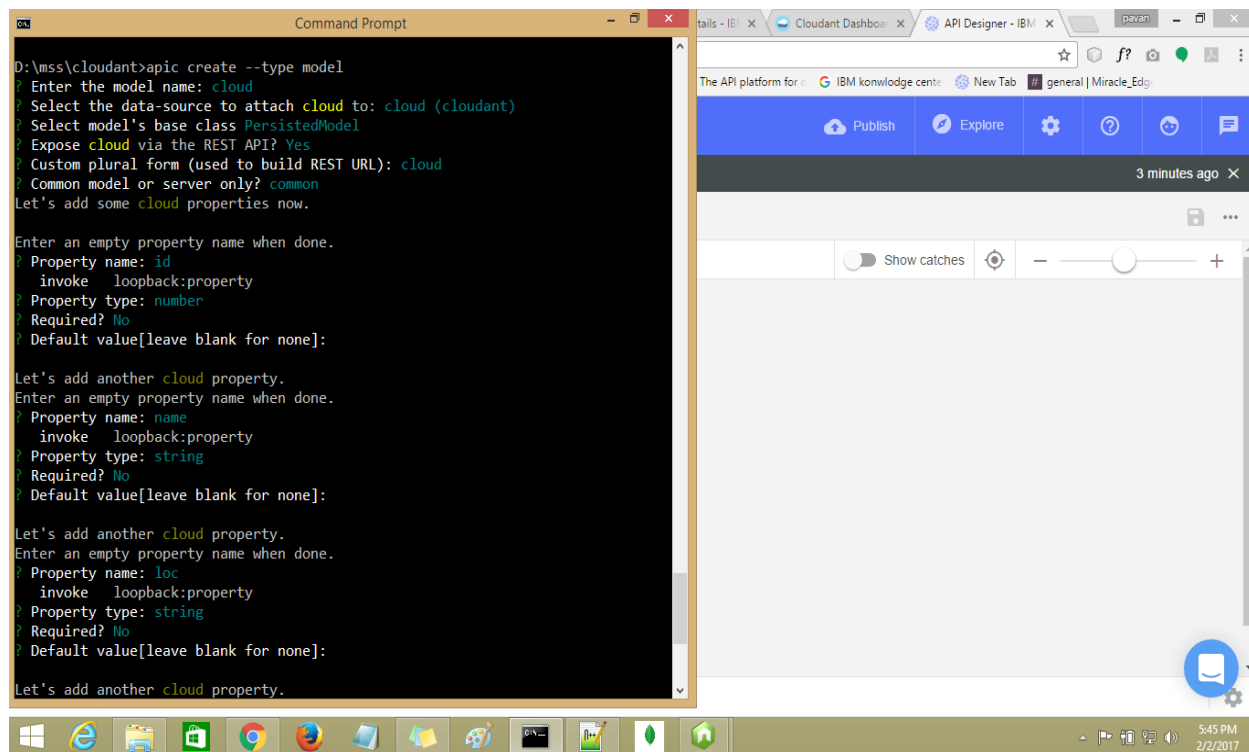 Command Prompt
D:\mss\cloudant>apic create --type model
? Enter the model name: cloud
? Select the data-source to attach cloud to: cloud (cloudant)
? Select model's base class PersistedModel
? Expose cloud via the REST API? Yes
? Custom plural form (used to build REST URL): cloud
? Common model or server only? common
Let's add some cloud properties now.
Enter an empty property name when done.
? Property name: id
invoke loopback:property
? Property type: number
? Required? No
? Default value[leave blank for none]:
Let's add another cloud property.
Enter an empty property name when done.
? Property name: name
invoke loopback:property
? Property type: string
? Required? No
? Default value[leave blank for none]:
Let's add another cloud property.
Enter an empty property name when done.
? Property name: loc
invoke loopback:property
? Property type: string
? Required? No
? Default value[leave blank for none]:
Let's add another cloud property.
tails - IB Cloudant Dashboa API Designer - IBM pavan
f?
The API platform for c IBM konwlodge cente New Tab # general | Miracle_Edg
Publish Explore
3 minutes ago
Show catches
5:45 PM
2/2/2017